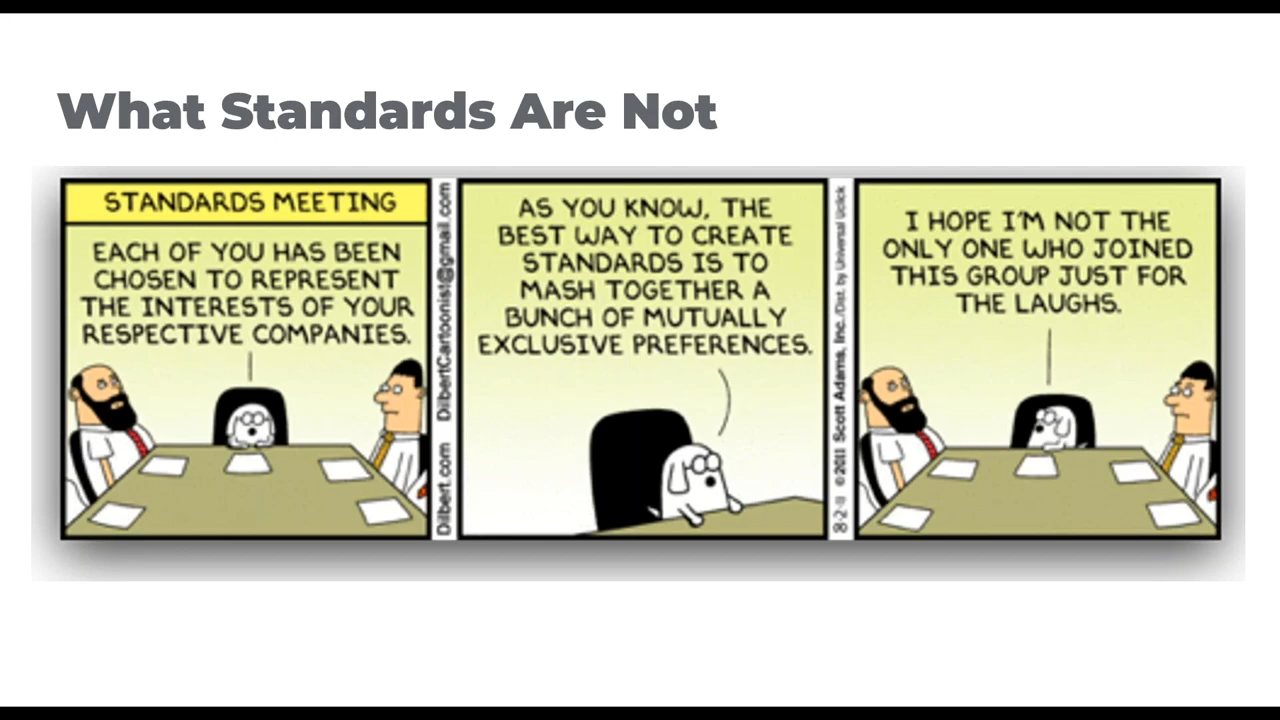 What Standards Are Not
STANDARDS MEETING
EACH OF YOU HAS BEEN
CHOSEN TO REPRESENT
THE INTERESTS OF YOUR
RESPECTIVE COMPANIES.
Dilbert.com DilbertCartoonist@gmail.com
AS YOU KNOW, THE
BEST WAY TO CREATE
STANDARDS IS TO
MASH TOGETHER A
BUNCH OF MUTUALLY
EXCLUSIVE PREFERENCES.
8-2-11 ©2011 Scott Adams, Inc./Dist. by Universal Uclick
I HOPE I'M NOT THE
ONLY ONE WHO JOINED
THIS GROUP JUST FOR
THE LAUGHS.